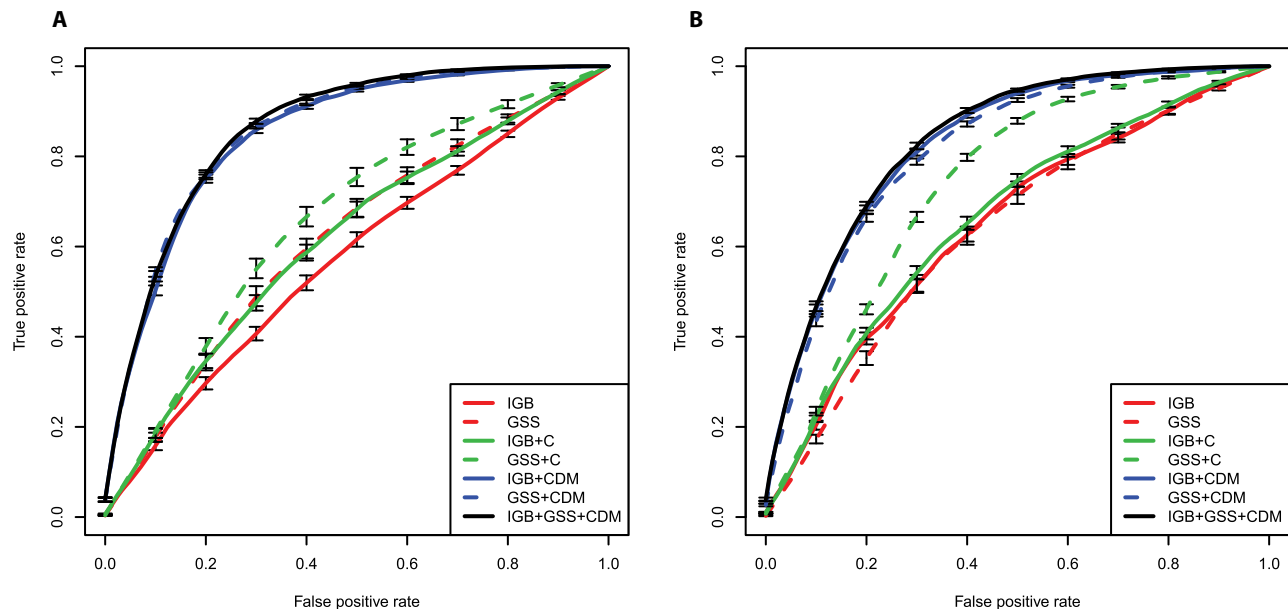 A
True positive rate
1.0
0.8
0.6
0.4
0.2
0.0
IGB
GSS
IGB+C
GSS+C
IGB+CDM
GSS+CDM
IGB+GSS+CDM
0.0 0.2 0.4 0.6 0.8 1.0
False positive rate
B
True positive rate
1.0
0.8
0.6
0.4
0.2
0.0
IGB
GSS
IGB+C
GSS+C
IGB+CDM
GSS+CDM
IGB+GSS+CDM
0.0 0.2 0.4 0.6 0.8 1.0
False positive rate